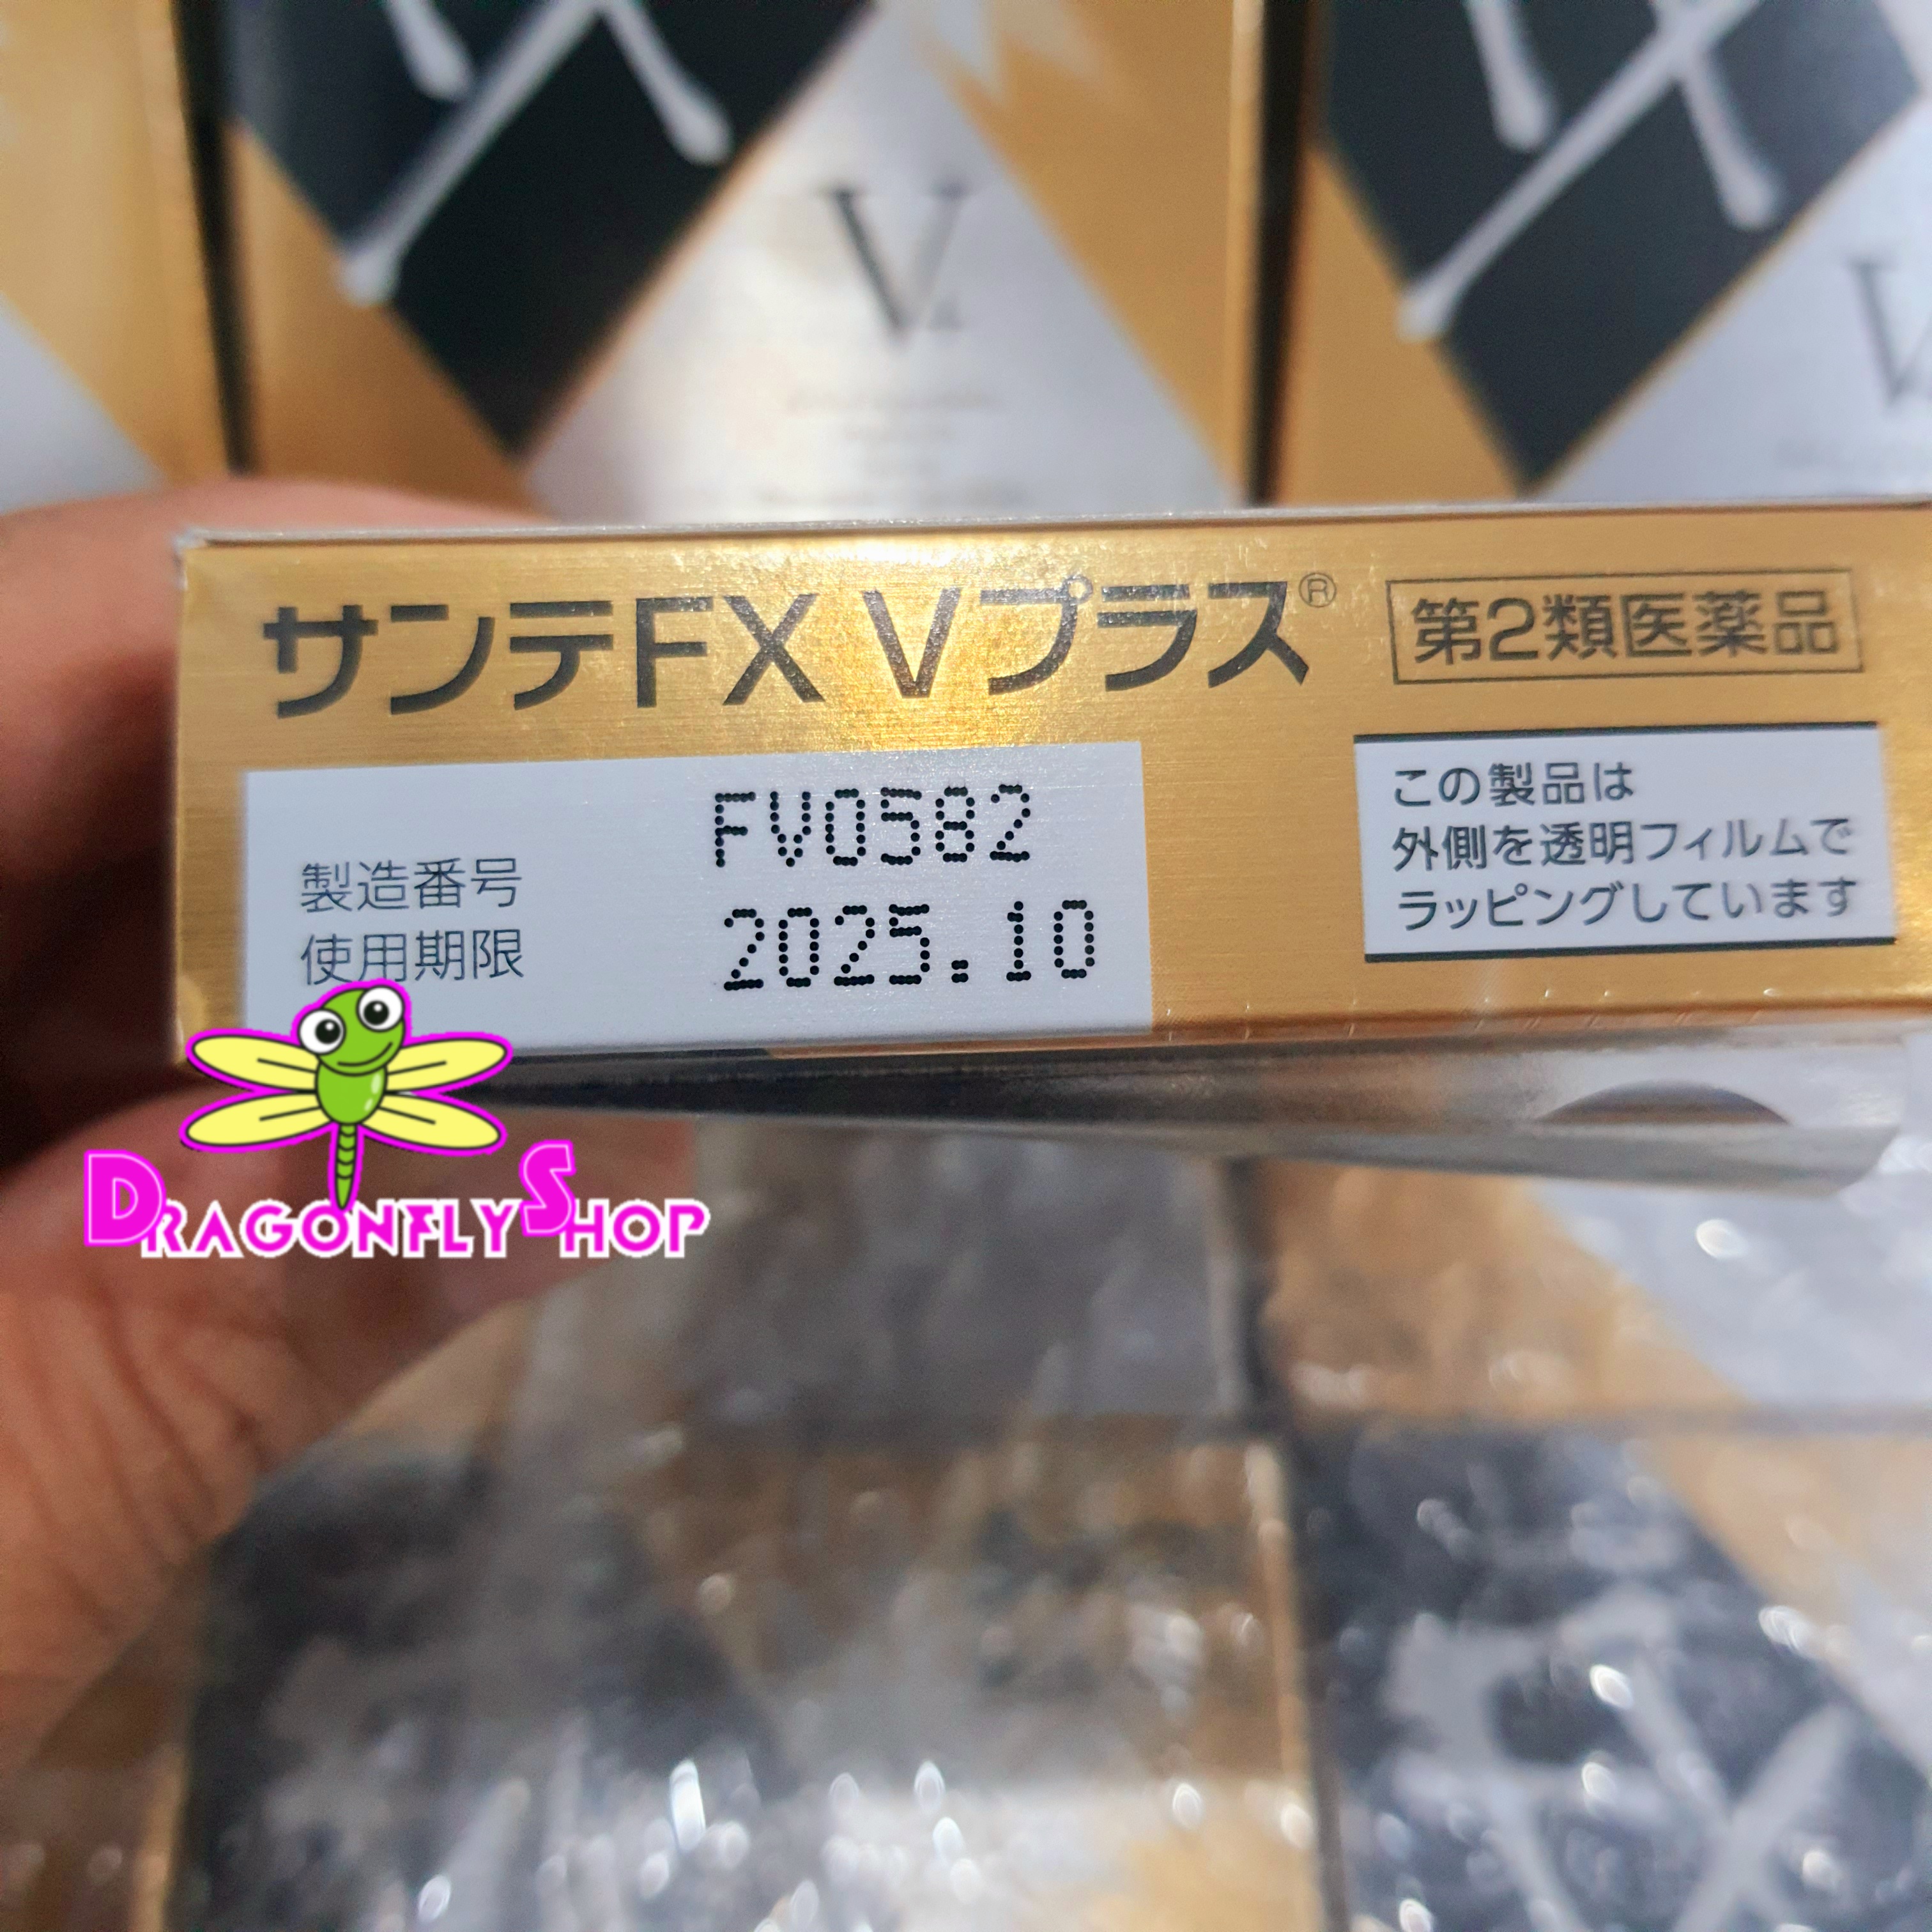 V
V
サンテFX Vプラス®
第2類医薬品
製造番号 FV0582
使用期限 2025.10
この製品は
外側を透明フィルムで
ラッピングしています
DRAGONFLYSHOP